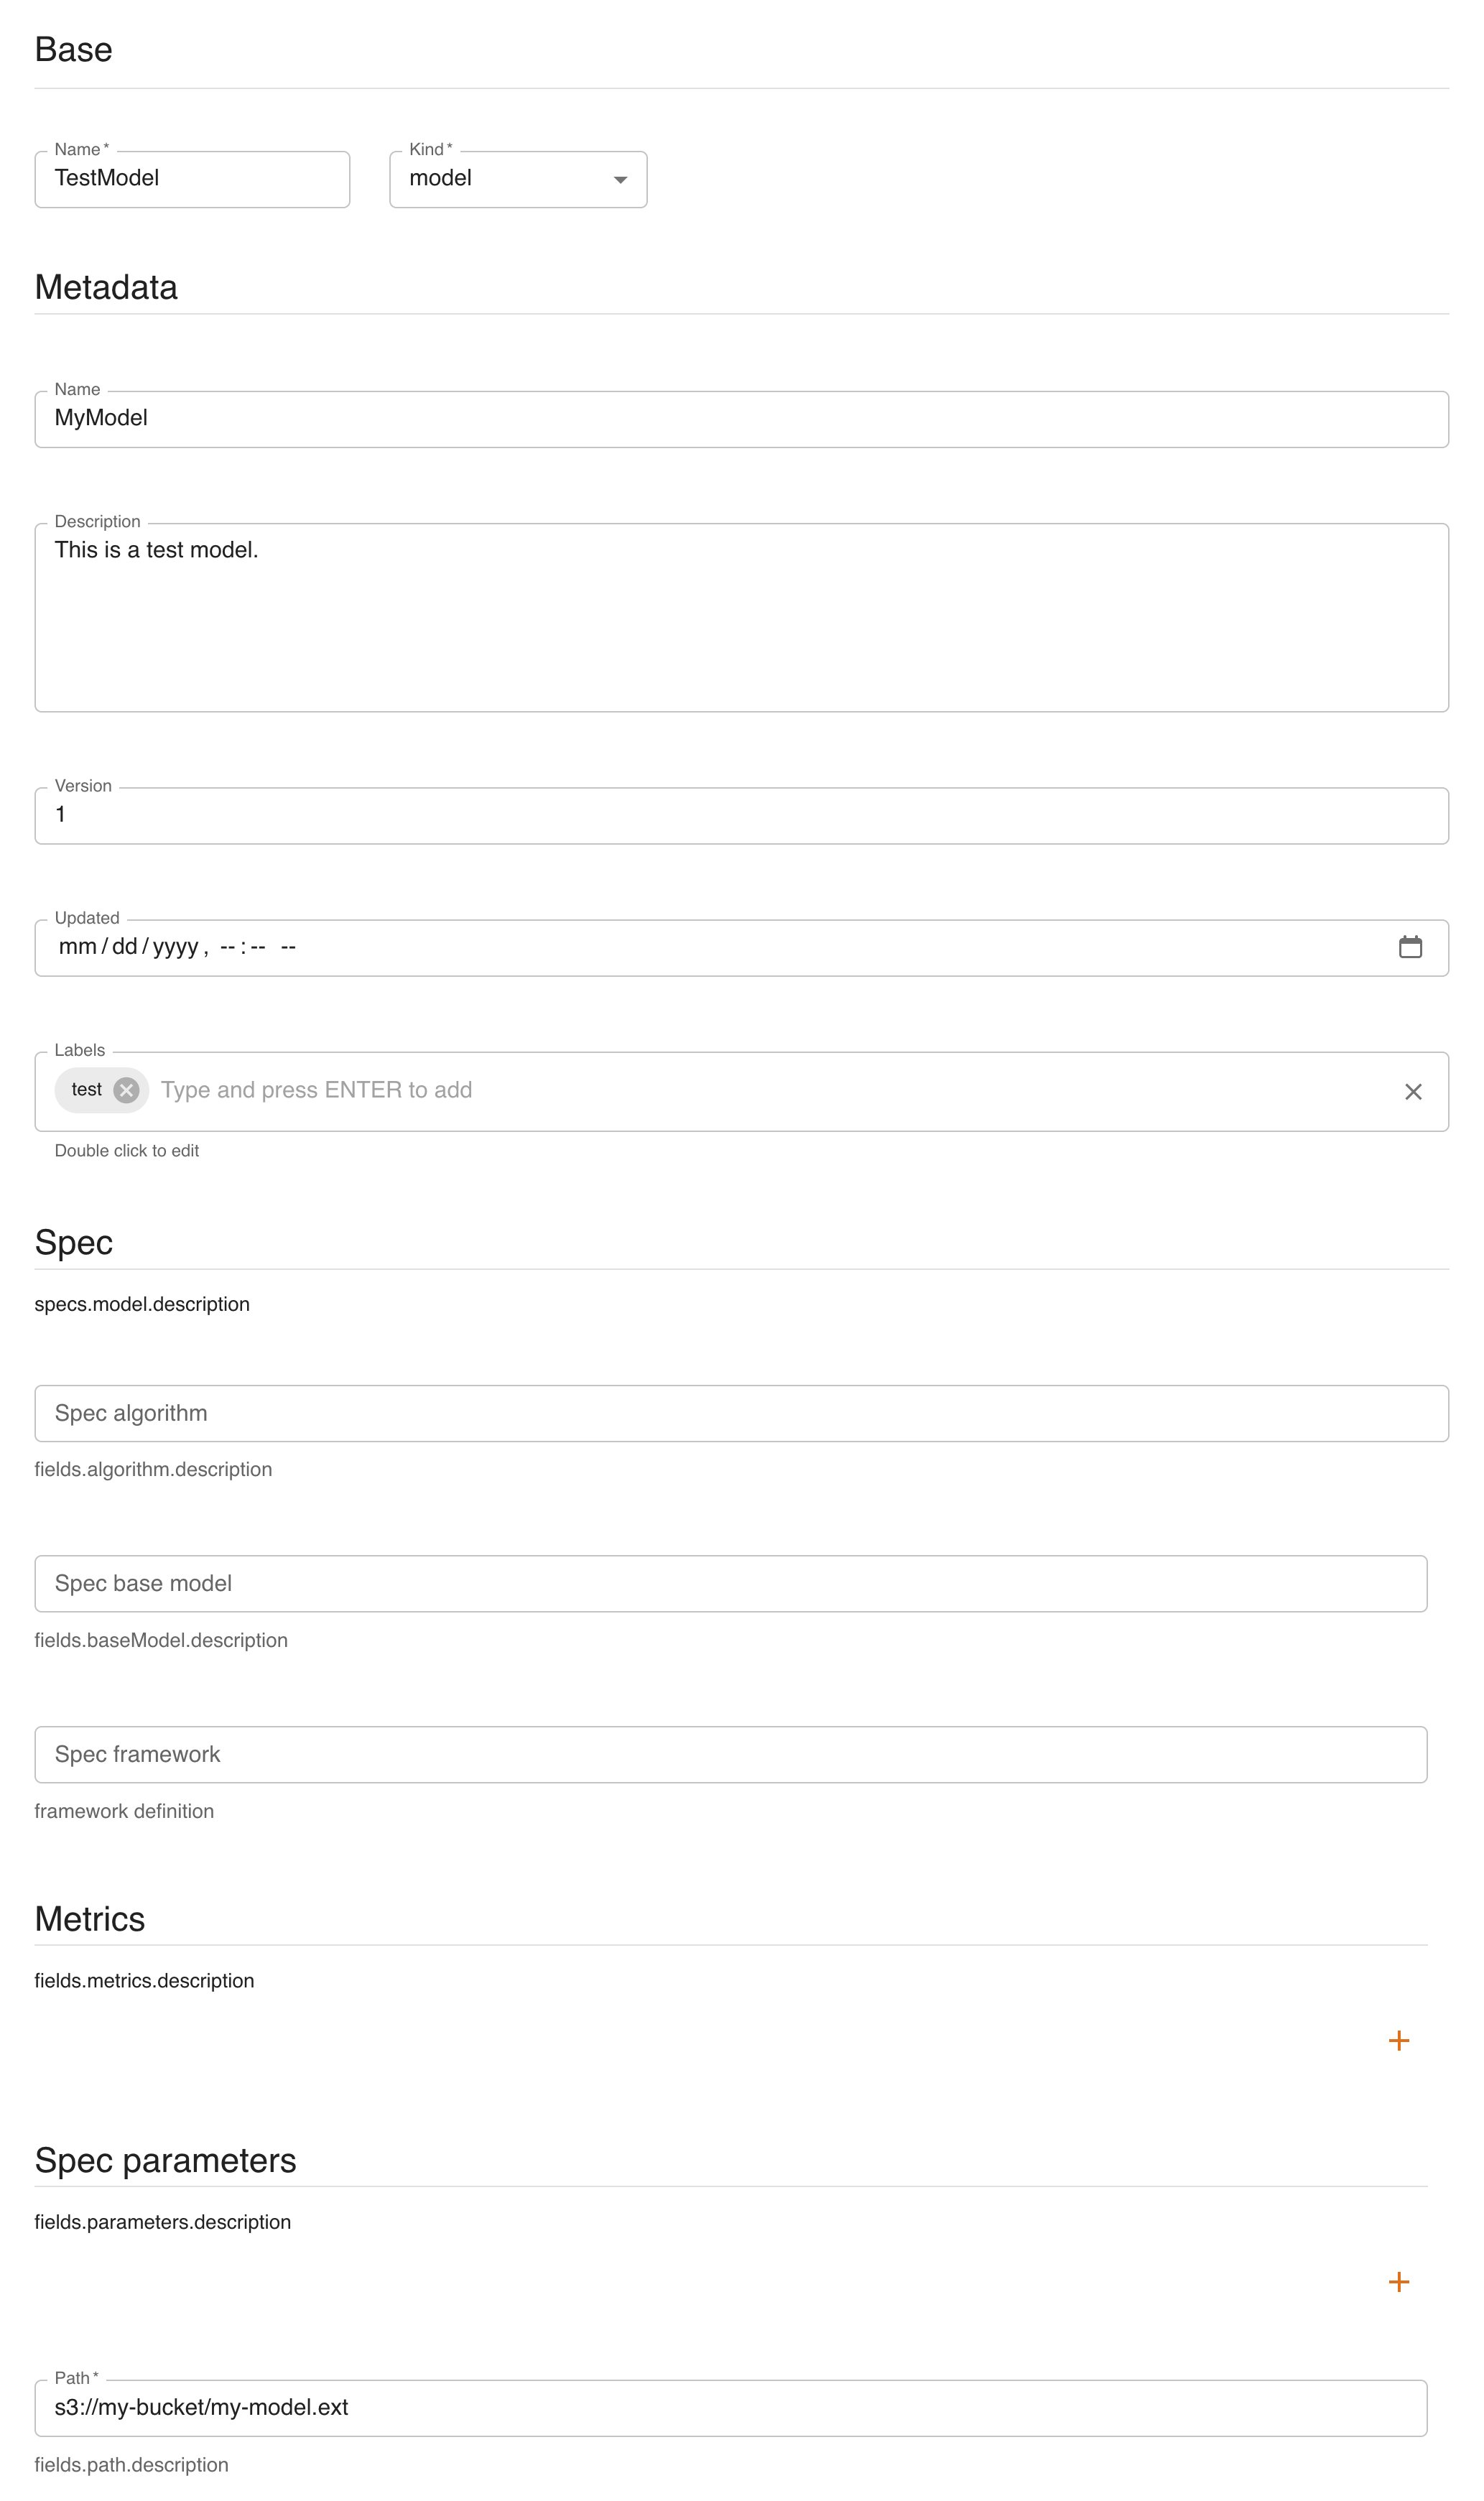 Base
Name *
Kind *
TestModel
model
Metadata
Name
MyModel
Description
This is a test model.
Version
1
Updated
mm/dd/yyyy, --:-- --
Labels
test Type and press ENTER to add
Double click to edit
Spec
specs.model.description
Spec algorithm
fields.algorithm.description
Spec base model
fields.baseModel.description
Spec framework
framework definition
Metrics
fields.metrics.description
Spec parameters
fields.parameters.description
Path *
s3://my-bucket/my-model.ext
fields.path.description